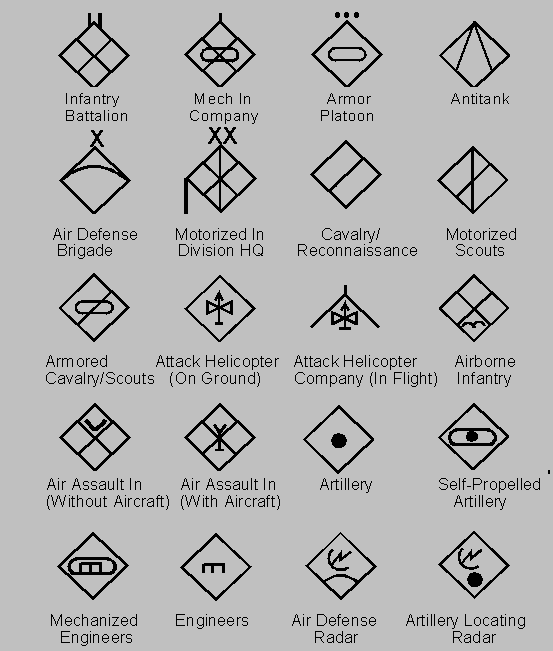 II
I
•••
Infantry
Battalion
Mech In
Company
Armor
Platoon
Antitank
X
XX
Air Defense
Brigade
Motorized In
Division HQ
Cavalry/
Reconnaissance
Motorized
Scouts
Armored
Cavalry/Scouts
Attack Helicopter
(On Ground)
Attack Helicopter
Company (In Flight)
Airborne
Infantry
Air Assault In
(Without Aircraft)
Air Assault In
(With Aircraft)
Artillery
Self-Propelled
Artillery
Mechanized
Engineers
Engineers
Air Defense
Radar
Artillery Locating
Radar